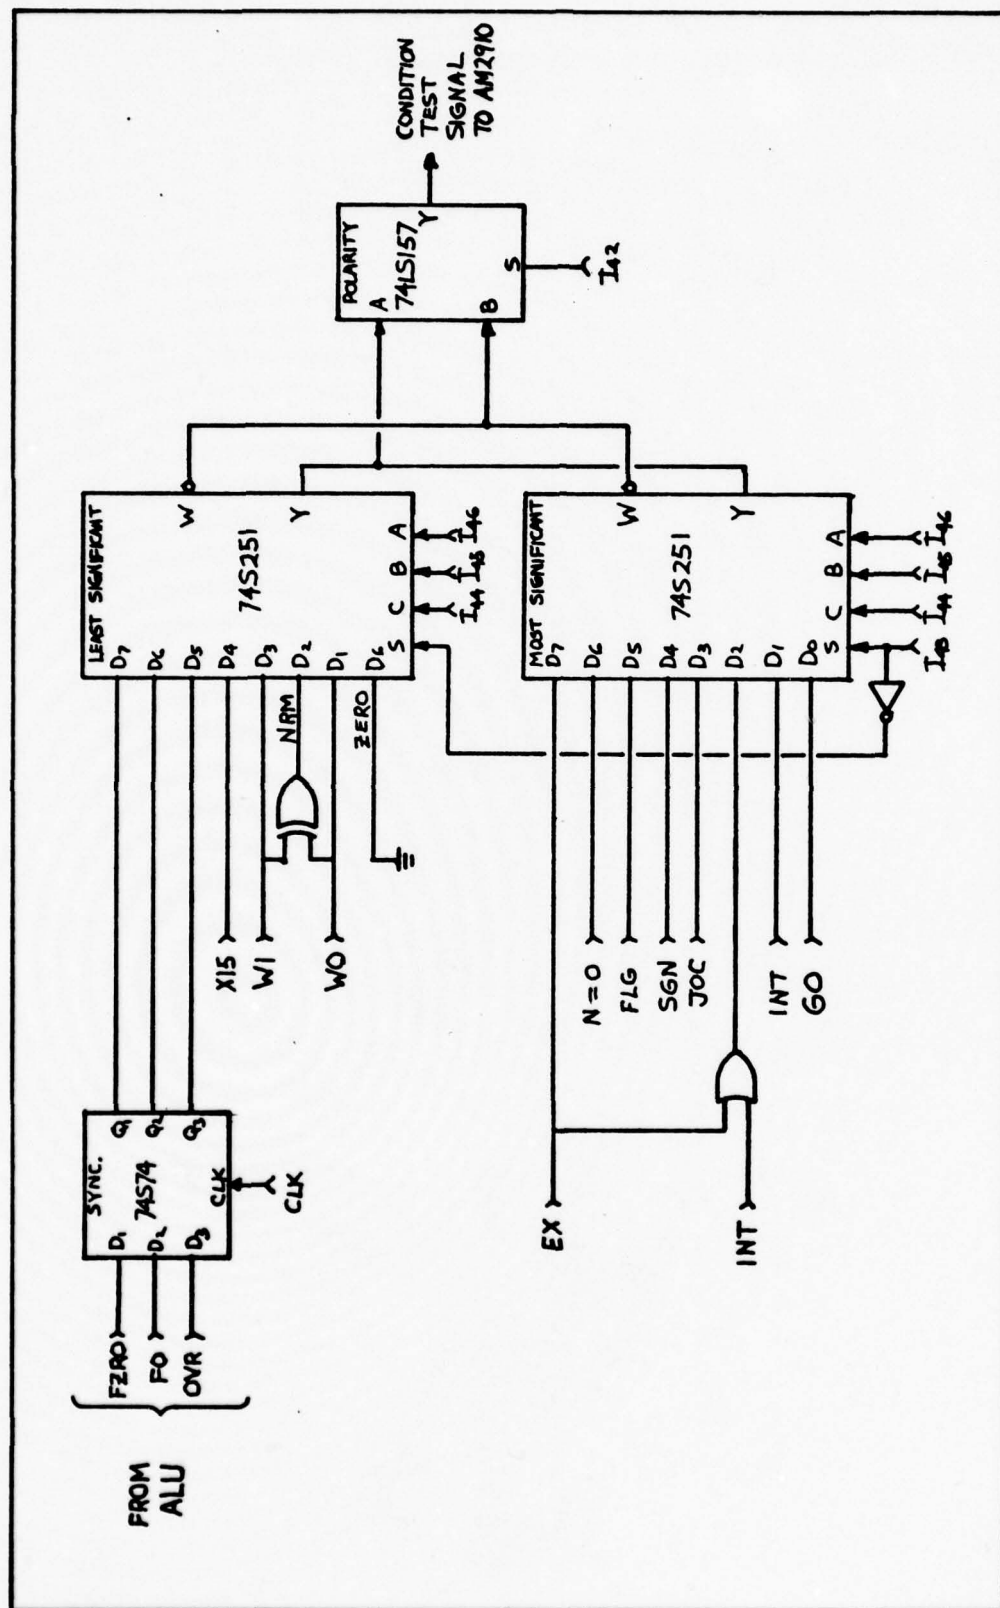 FROM
ALU
FZRO
FO
OVR
SYNC.
74S74
D1
D2
D3
Q1
Q2
Q3
CLK
CLK
X15
W1
W0
NRM
ZERO
LEAST SIGNIFICANT
74S251
D7
D6
D5
D4
D3
D2
D1
D6
S
C
B
A
W
Y
I44
I45
I46
EX
INT
N=0
FLG
SGN
JOC
INT
GO
MOST SIGNIFICANT
74S251
D7
D6
D5
D4
D3
D2
D1
D0
S
C
B
A
W
Y
I43
I44
I45
I46
POLARITY
74LS157
A
B
S
Y
I42
CONDITION
TEST
SIGNAL
TO AM2910